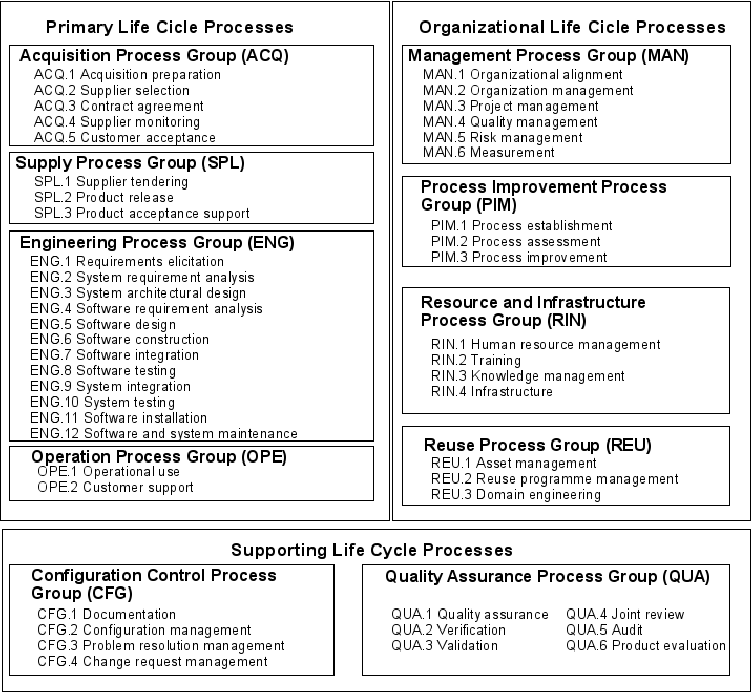 Primary Life Cicle Processes
Acquisition Process Group (ACQ)
ACQ.1 Acquisition preparation
ACQ.2 Supplier selection
ACQ.3 Contract agreement
ACQ.4 Supplier monitoring
ACQ.5 Customer acceptance
Supply Process Group (SPL)
SPL.1 Supplier tendering
SPL.2 Product release
SPL.3 Product acceptance support
Engineering Process Group (ENG)
ENG.1 Requirements elicitation
ENG.2 System requirement analysis
ENG.3 System architectural design
ENG.4 Software requirement analysis
ENG.5 Software design
ENG.6 Software construction
ENG.7 Software integration
ENG.8 Software testing
ENG.9 System integration
ENG.10 System testing
ENG.11 Software installation
ENG.12 Software and system maintenance
Operation Process Group (OPE)
OPE.1 Operational use
OPE.2 Customer support
Organizational Life Cicle Processes
Management Process Group (MAN)
MAN.1 Organizational alignment
MAN.2 Organization management
MAN.3 Project management
MAN.4 Quality management
MAN.5 Risk management
MAN.6 Measurement
Process Improvement Process
Group (PIM)
PIM.1 Process establishment
PIM.2 Process assessment
PIM.3 Process improvement
Resource and Infrastructure
Process Group (RIN)
RIN.1 Human resource management
RIN.2 Training
RIN.3 Knowledge management
RIN.4 Infrastructure
Reuse Process Group (REU)
REU.1 Asset management
REU.2 Reuse programme management
REU.3 Domain engineering
Supporting Life Cycle Processes
Configuration Control Process
Group (CFG)
CFG.1 Documentation
CFG.2 Configuration management
CFG.3 Problem resolution management
CFG.4 Change request management
Quality Assurance Process Group (QUA)
QUA.1 Quality assurance
QUA.2 Verification
QUA.3 Validation
QUA.4 Joint review
QUA.5 Audit
QUA.6 Product evaluation